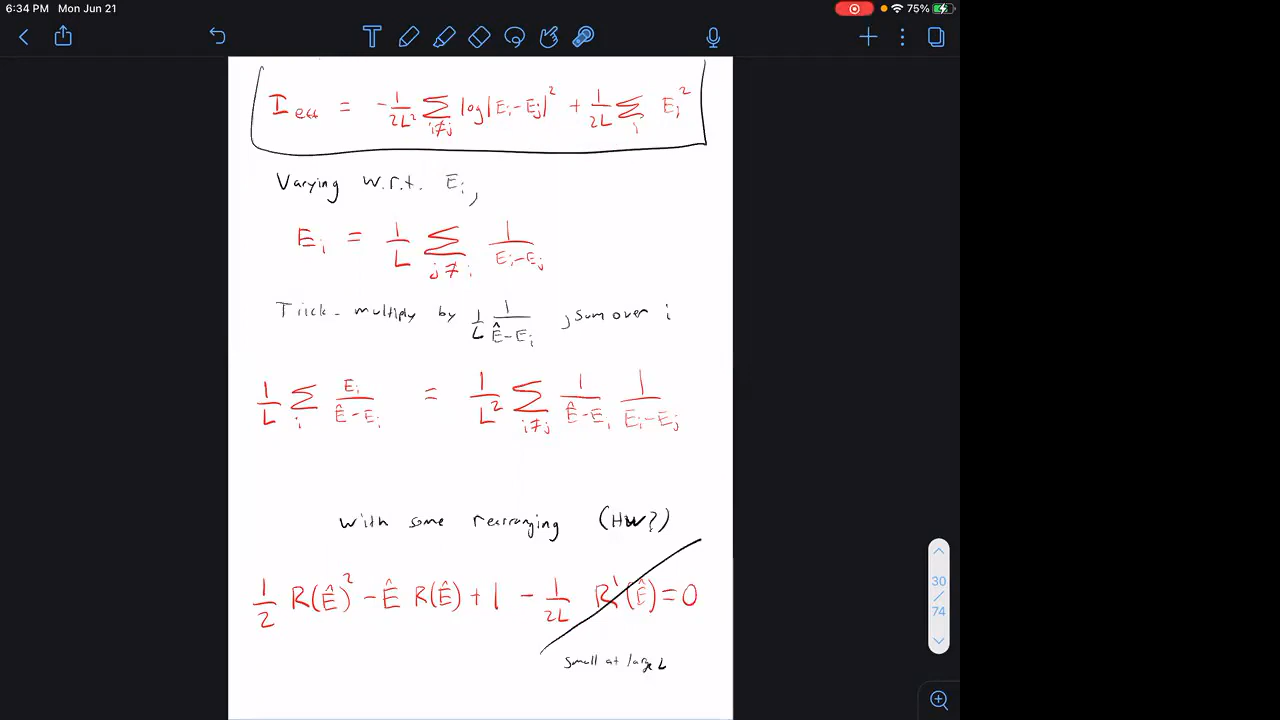 6:34 PM Mon Jun 21 75%
I_eff = -1/2L² Σ_{i≠j} log|E_i-E_j|² + 1/2L Σ_i E_i²
Varying w.r.t. E_i,
E_i = 1/L Σ_{j≠i} 1/(E_i-E_j)
Trick - multiply by 1/L 1/(Ê-E_i), sum over i
1/L Σ_i E_i/(Ê-E_i) = 1/L² Σ_{i≠j} 1/(Ê-E_i) 1/(E_i-E_j)
With some rearranging (HW?)
1/2 R(Ê)² - Ê R(Ê) + 1 - 1/2L R'(Ê) = 0
Small at large L
30
/
74